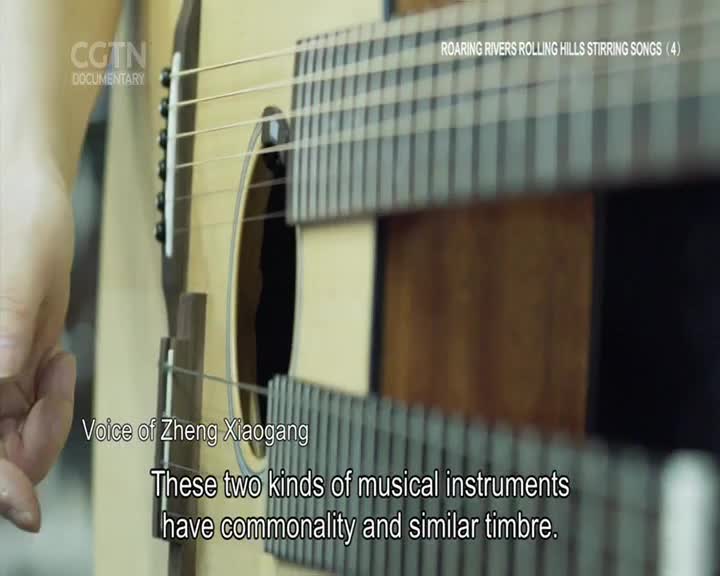 CGTN
DOCUMENTARY
ROARING RIVERS ROLLING HILLS STIRRING SONGS (4)
Voice of Zheng Xiaogang
These two kinds of musical instruments
have commonality and similar timbre.